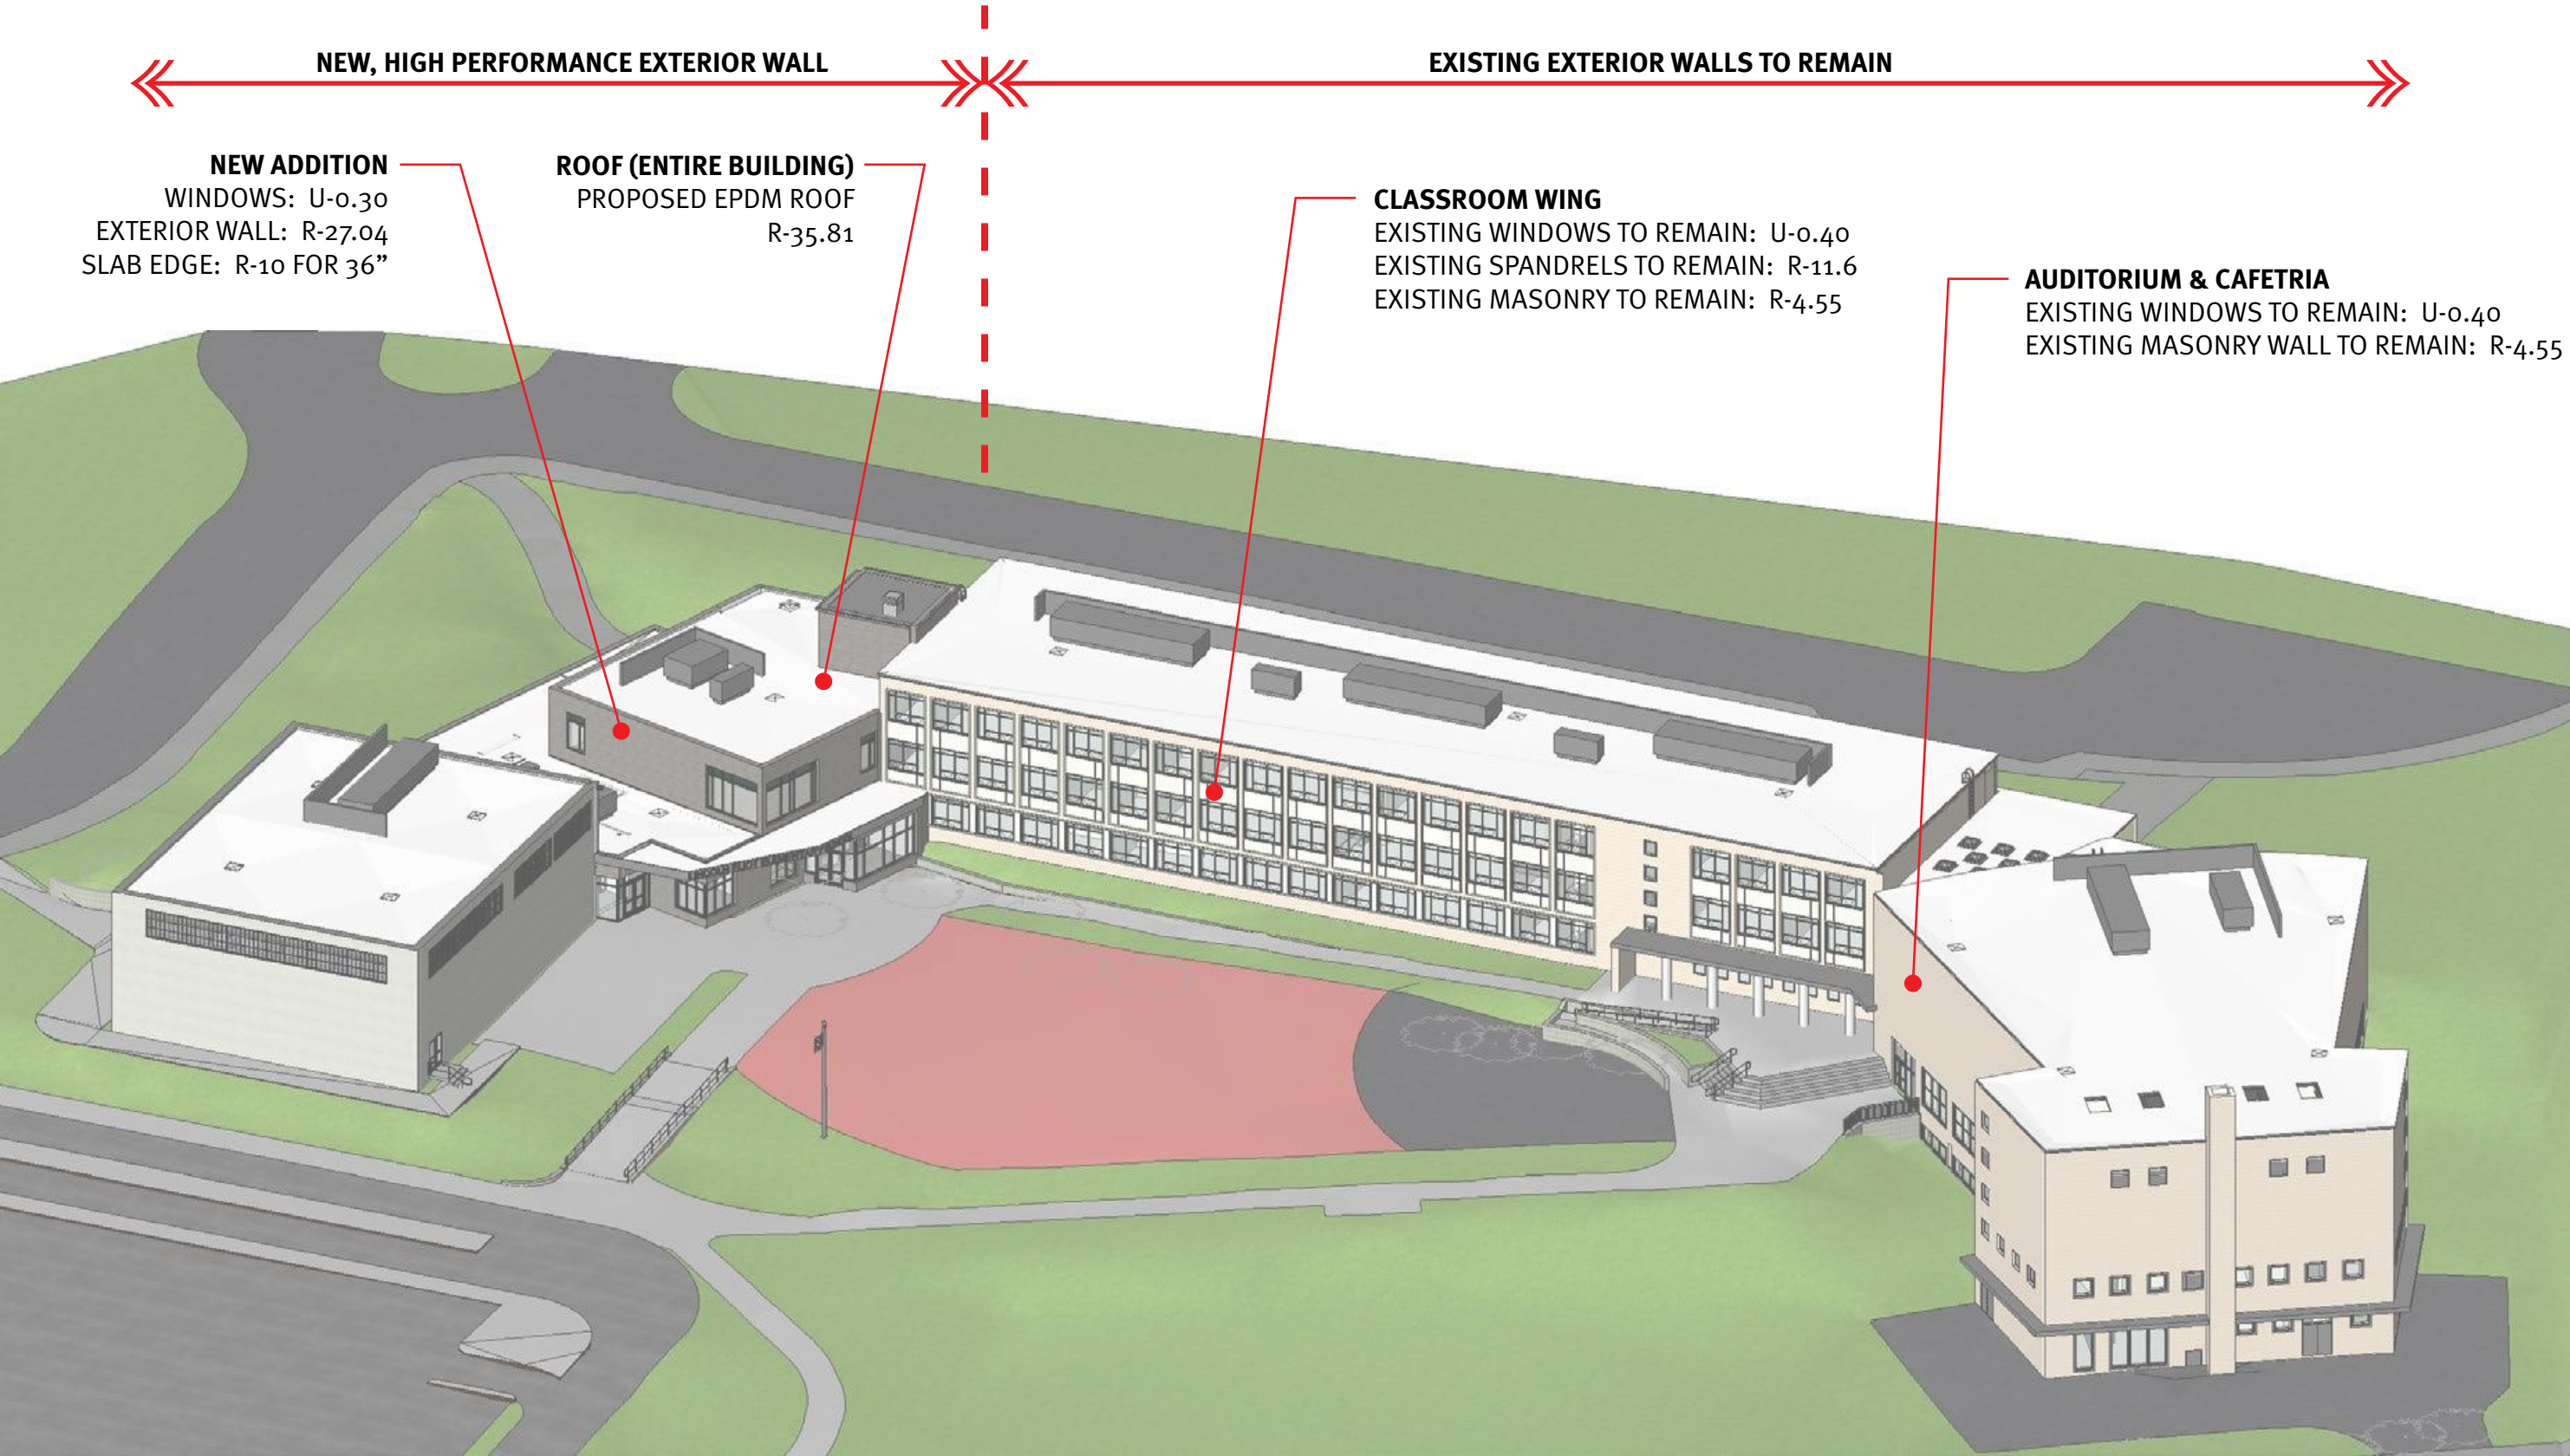 NEW, HIGH PERFORMANCE EXTERIOR WALL
EXISTING EXTERIOR WALLS TO REMAIN
NEW ADDITION
WINDOWS: U-0.30
EXTERIOR WALL: R-27.04
SLAB EDGE: R-10 FOR 36”
ROOF (ENTIRE BUILDING)
PROPOSED EPDM ROOF
R-35.81
CLASSROOM WING
EXISTING WINDOWS TO REMAIN: U-0.40
EXISTING SPANDRELS TO REMAIN: R-11.6
EXISTING MASONRY TO REMAIN: R-4.55
AUDITORIUM & CAFETRIA
EXISTING WINDOWS TO REMAIN: U-0.40
EXISTING MASONRY WALL TO REMAIN: R-4.55